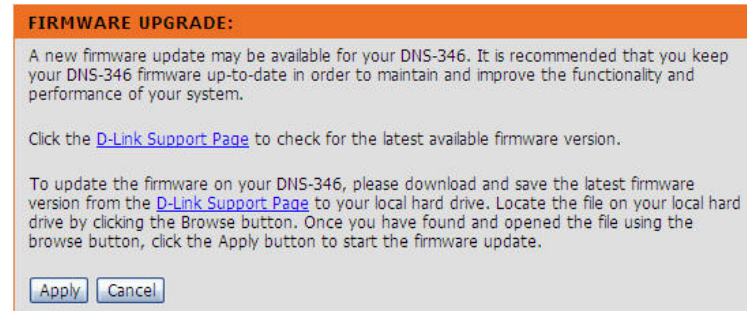 FIRMWARE UPGRADE:
A new firmware update may be available for your DNS-346. It is recommended that you keep
your DNS-346 firmware up-to-date in order to maintain and improve the functionality and
performance of your system.
Click the D-Link Support Page to check for the latest available firmware version.
To update the firmware on your DNS-346, please download and save the latest firmware
version from the D-Link Support Page to your local hard drive. Locate the file on your local hard
drive by clicking the Browse button. Once you have found and opened the file using the
browse button, click the Apply button to start the firmware update.
Apply Cancel